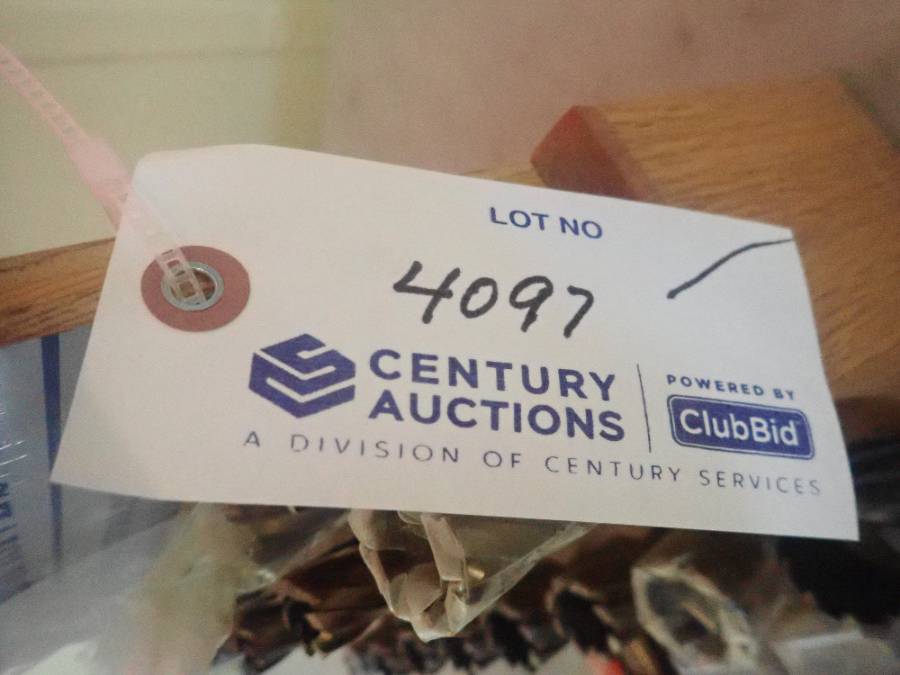 LOT NO
4097
CENTURY
AUCTIONS
A DIVISION OF CENTURY SERVICES
POWERED BY
ClubBid